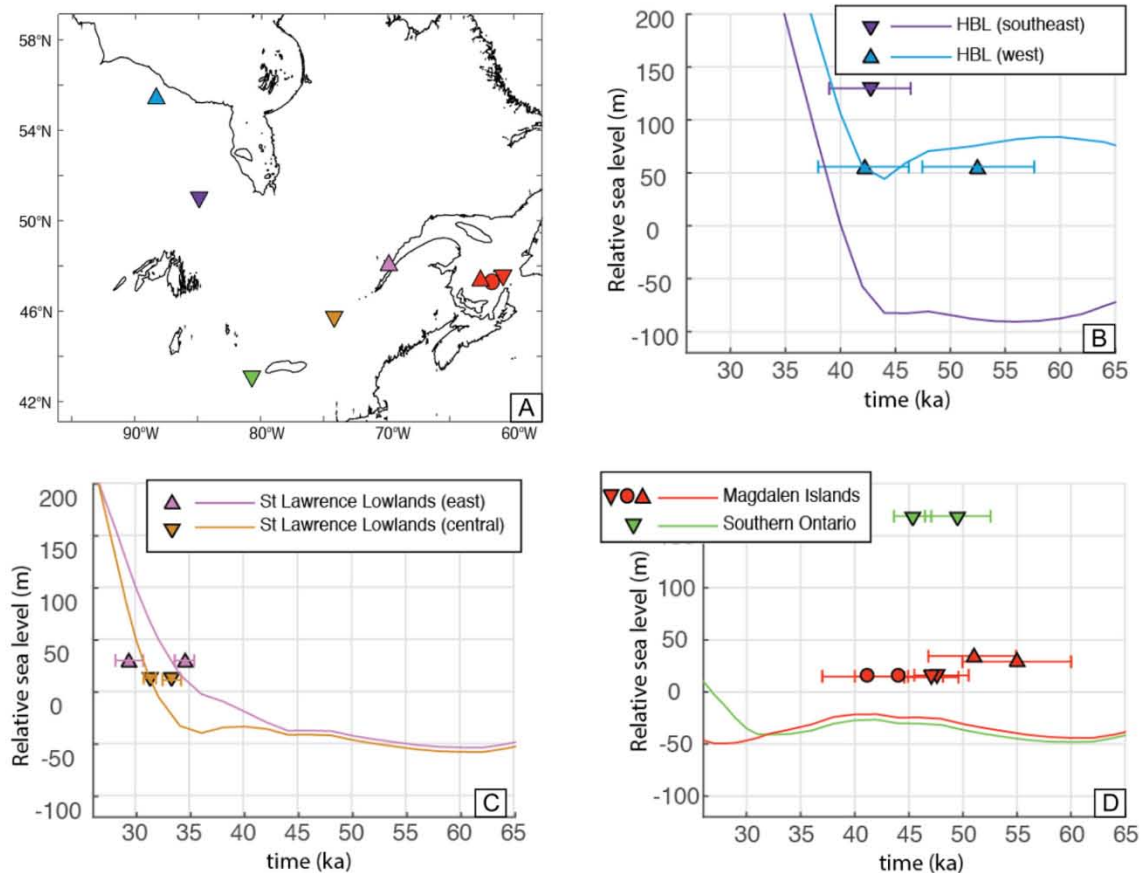 58°N
54°N
50°N
46°N
42°N
90°W
80°W
70°W
60°W
A
HBL (southeast)
HBL (west)
Relative sea level (m)
200
150
100
50
0
-50
-100
30 35 40 45 50 55 60 65
time (ka)
B
St Lawrence Lowlands (east)
St Lawrence Lowlands (central)
Relative sea level (m)
200
150
100
50
0
-50
-100
30 35 40 45 50 55 60 65
time (ka)
C
Magdalen Islands
Southern Ontario
Relative sea level (m)
100
50
0
-50
-100
30 35 40 45 50 55 60 65
time (ka)
D